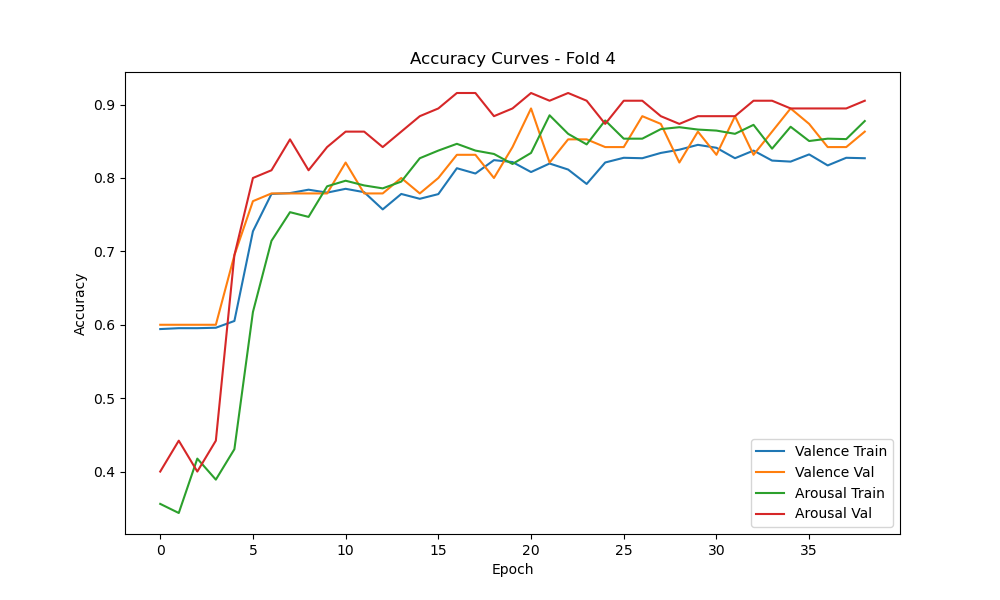 Accuracy Curves - Fold 4
Accuracy
0.9
0.8
0.7
0.6
0.5
0.4
0
5
10
15
20
25
30
35
Epoch
Valence Train
Valence Val
Arousal Train
Arousal Val